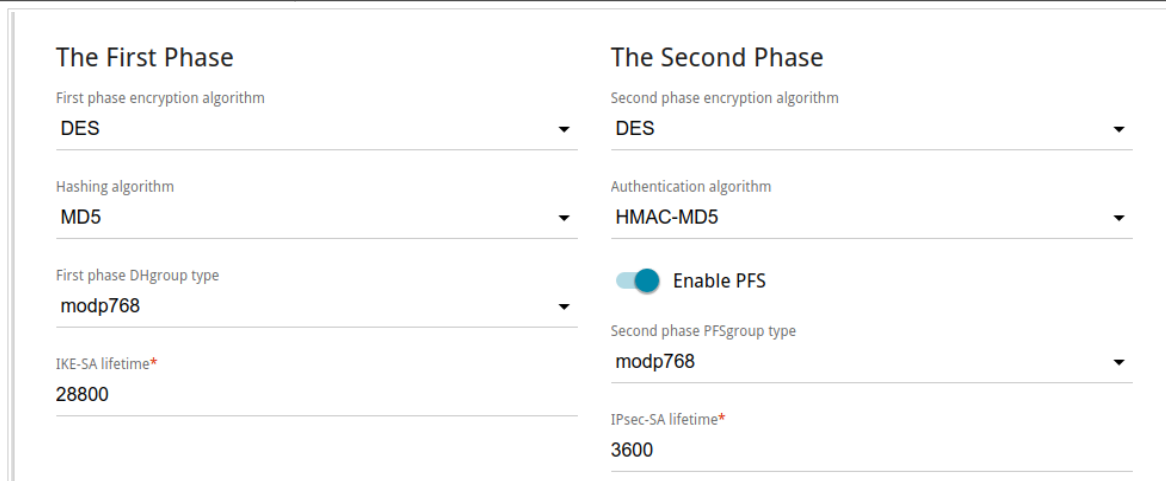 The First Phase
First phase encryption algorithm
DES
Hashing algorithm
MD5
First phase DHgroup type
modp768
IKE-SA lifetime*
28800
The Second Phase
Second phase encryption algorithm
DES
Authentication algorithm
HMAC-MD5
Enable PFS
Second phase PFSgroup type
modp768
IPsec-SA lifetime*
3600